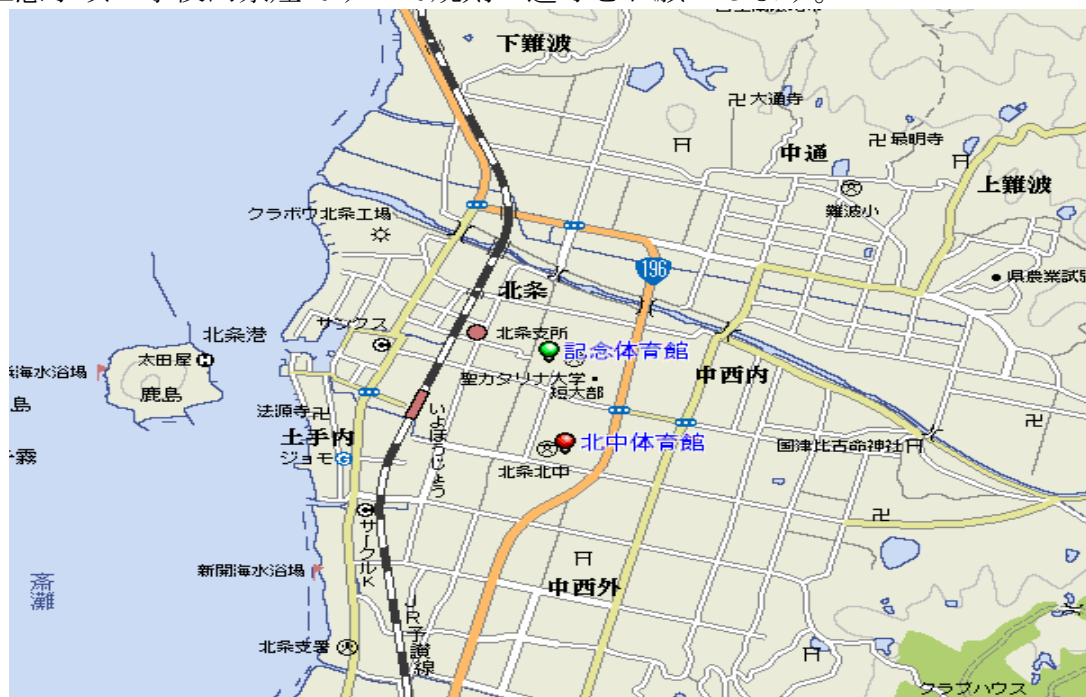 下難波
卍大通寺
卍最明寺
中通
上難波
難波小
クラボウ北条工場
196
県農業試験
北条
北条港
サンクス
北条支所
記念体育館
太田屋
海水浴場
鹿島
島
聖カタリナ大学・
短大部
中西内
法源寺卍
いよほうじょう
土手内
ジョモ
北中体育館
北条北中
国津比古命神社
サークルK
新開海水浴場
中西外
斎灘
JR予讃線
北条支署
クラブハウス